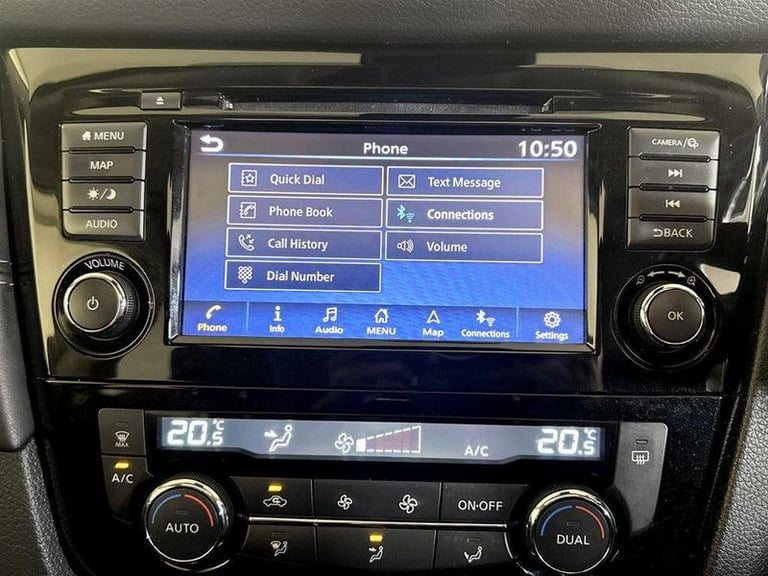 MENU
MAP
AUDIO
VOLUME
Phone 10:50
Quick Dial
Text Message
Phone Book
Connections
Call History
Volume
Dial Number
Phone Info Audio MENU Map Connections Settings
CAMERA/
BACK
OK
20.5°C
A/C
20.5°C
MAX
A/C
AUTO
ON·OFF
DUAL